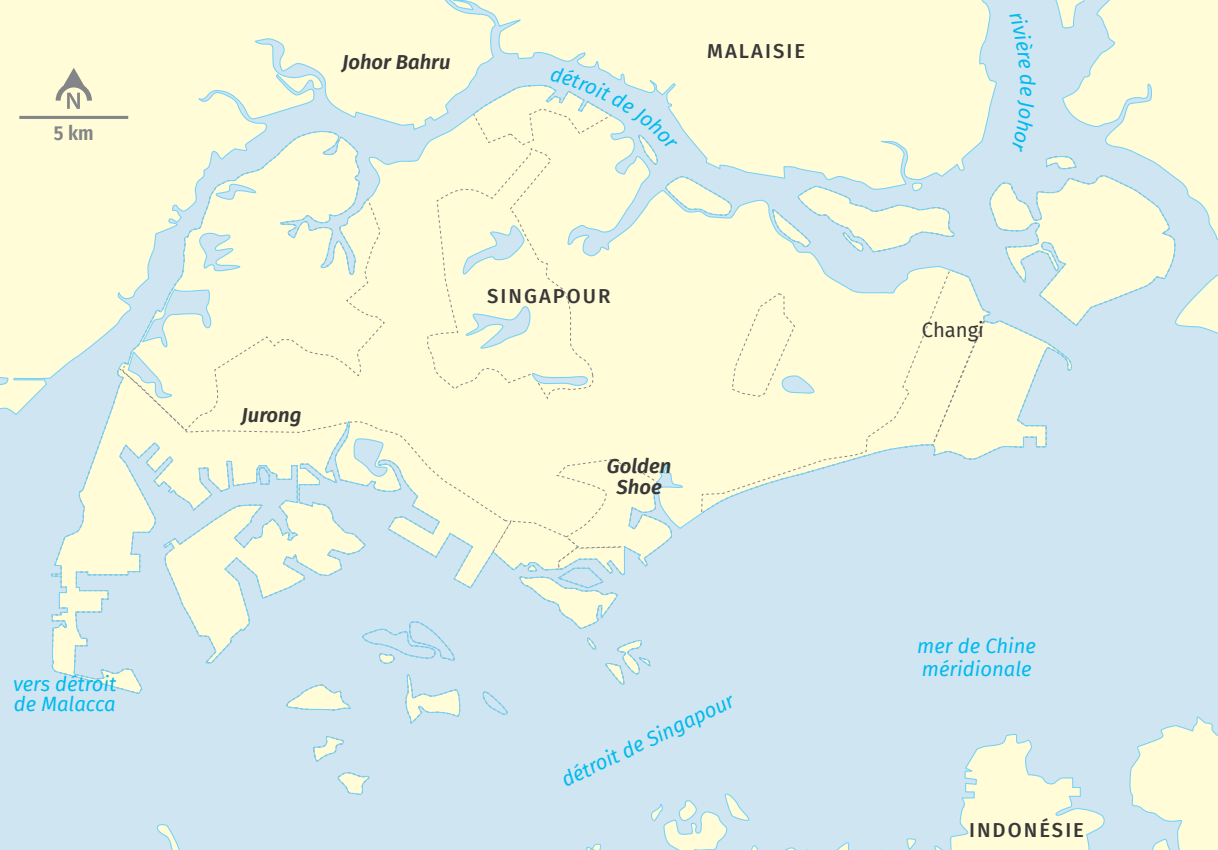 MALAISIE
Johor Bahru
détroit de Johor
rivière de Johor
N
5 km
SINGAPOUR
Changi
Jurong
Golden
Shoe
mer de Chine
méridionale
vers détroit
de Malacca
détroit de Singapour
INDONÉSIE